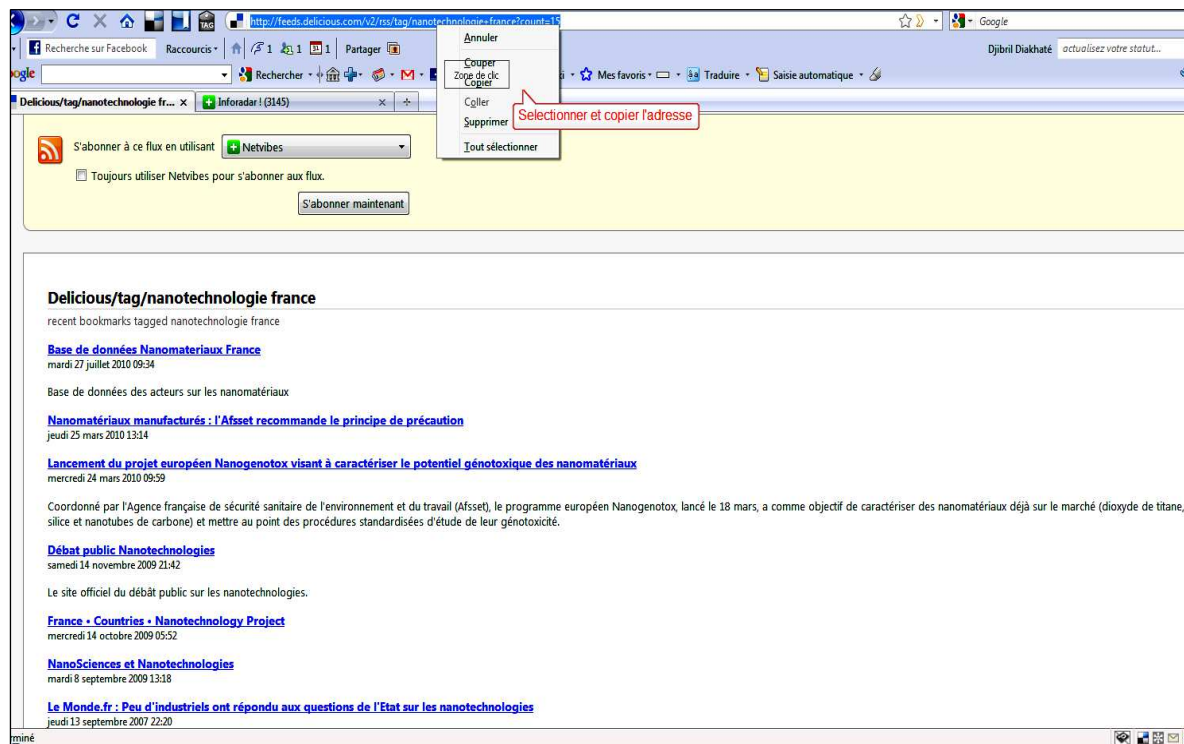 TAG
http://feeds.delicious.com/v2/rss/tag/nanotechnologie+france?count=15
Google
Recherche sur Facebook Raccourcis 1 1 31 1 Partager
Djibril Diakhaté actualisez votre statut...
Rechercher
Mes favoris Traduire Saisie automatique
Delicious/tag/nanotechnologie fr... x Inforadar ! (3145) x
Annuler
Couper
Zone de clic
Copier
Coller
Supprimer
Tout sélectionner
Selectionner et copier l'adresse
S'abonner à ce flux en utilisant Netvibes
Toujours utiliser Netvibes pour s'abonner aux flux.
S'abonner maintenant
Delicious/tag/nanotechnologie france
recent bookmarks tagged nanotechnologie france
Base de données Nanomateriaux France
mardi 27 juillet 2010 09:34
Base de données des acteurs sur les nanomatériaux
Nanomatériaux manufacturés : l'Afsset recommande le principe de précaution
jeudi 25 mars 2010 13:14
Lancement du projet européen Nanogenotox visant à caractériser le potentiel génotoxique des nanomatériaux
mercredi 24 mars 2010 09:59
Coordonné par l'Agence française de sécurité sanitaire de l'environnement et du travail (Afsset), le programme européen Nanogenotox, lancé le 18 mars, a comme objectif de caractériser des nanomatériaux déjà sur le marché (dioxyde de titane,
silice et nanotubes de carbone) et mettre au point des procédures standardisées d'étude de leur génotoxicité.
Débat public Nanotechnologies
samedi 14 novembre 2009 21:42
Le site officiel du débât public sur les nanotechnologies.
France • Countries • Nanotechnology Project
mercredi 14 octobre 2009 05:52
NanoSciences et Nanotechnologies
mardi 8 septembre 2009 13:18
Le Monde.fr : Peu d'industriels ont répondu aux questions de l'Etat sur les nanotechnologies
jeudi 13 septembre 2007 22:20